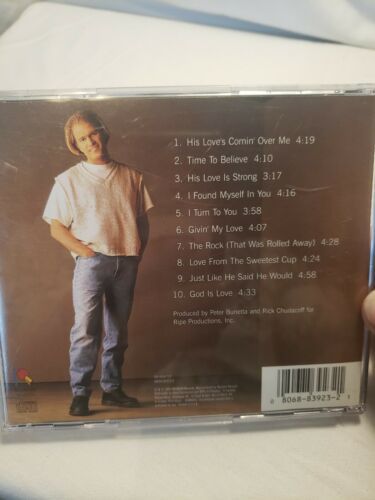 1. His Love's Comin' Over Me 4:19
2. Time To Believe 4:10
3. His Love Is Strong 3:17
4. I Found Myself In You 4:16
5. I Turn To You 3:58
6. Givin' My Love 4:07
7. The Rock (That Was Rolled Away) 4:28
8. Love From The Sweetest Cup 4:24
9. Just Like He Said He Would 4:58
10. God Is Love 4:33
Produced by Peter Bunetta and Rick Chudacoff for
Ripe Productions, Inc.
0 8068-83923-2 1